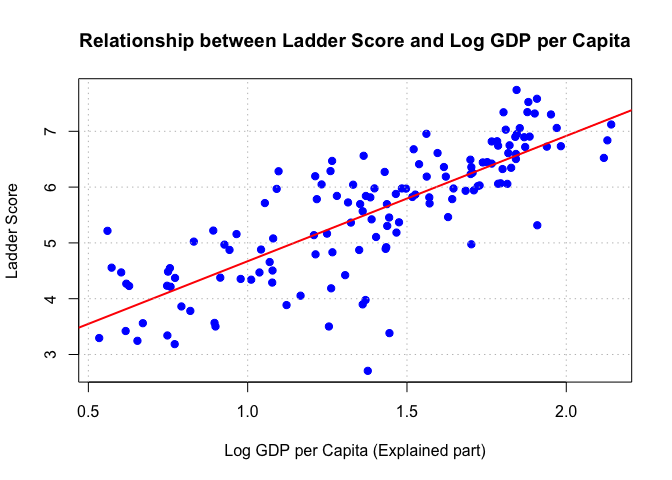 Relationship between Ladder Score and Log GDP per Capita
Ladder Score
7
6
5
4
3
0.5 1.0 1.5 2.0
Log GDP per Capita (Explained part)